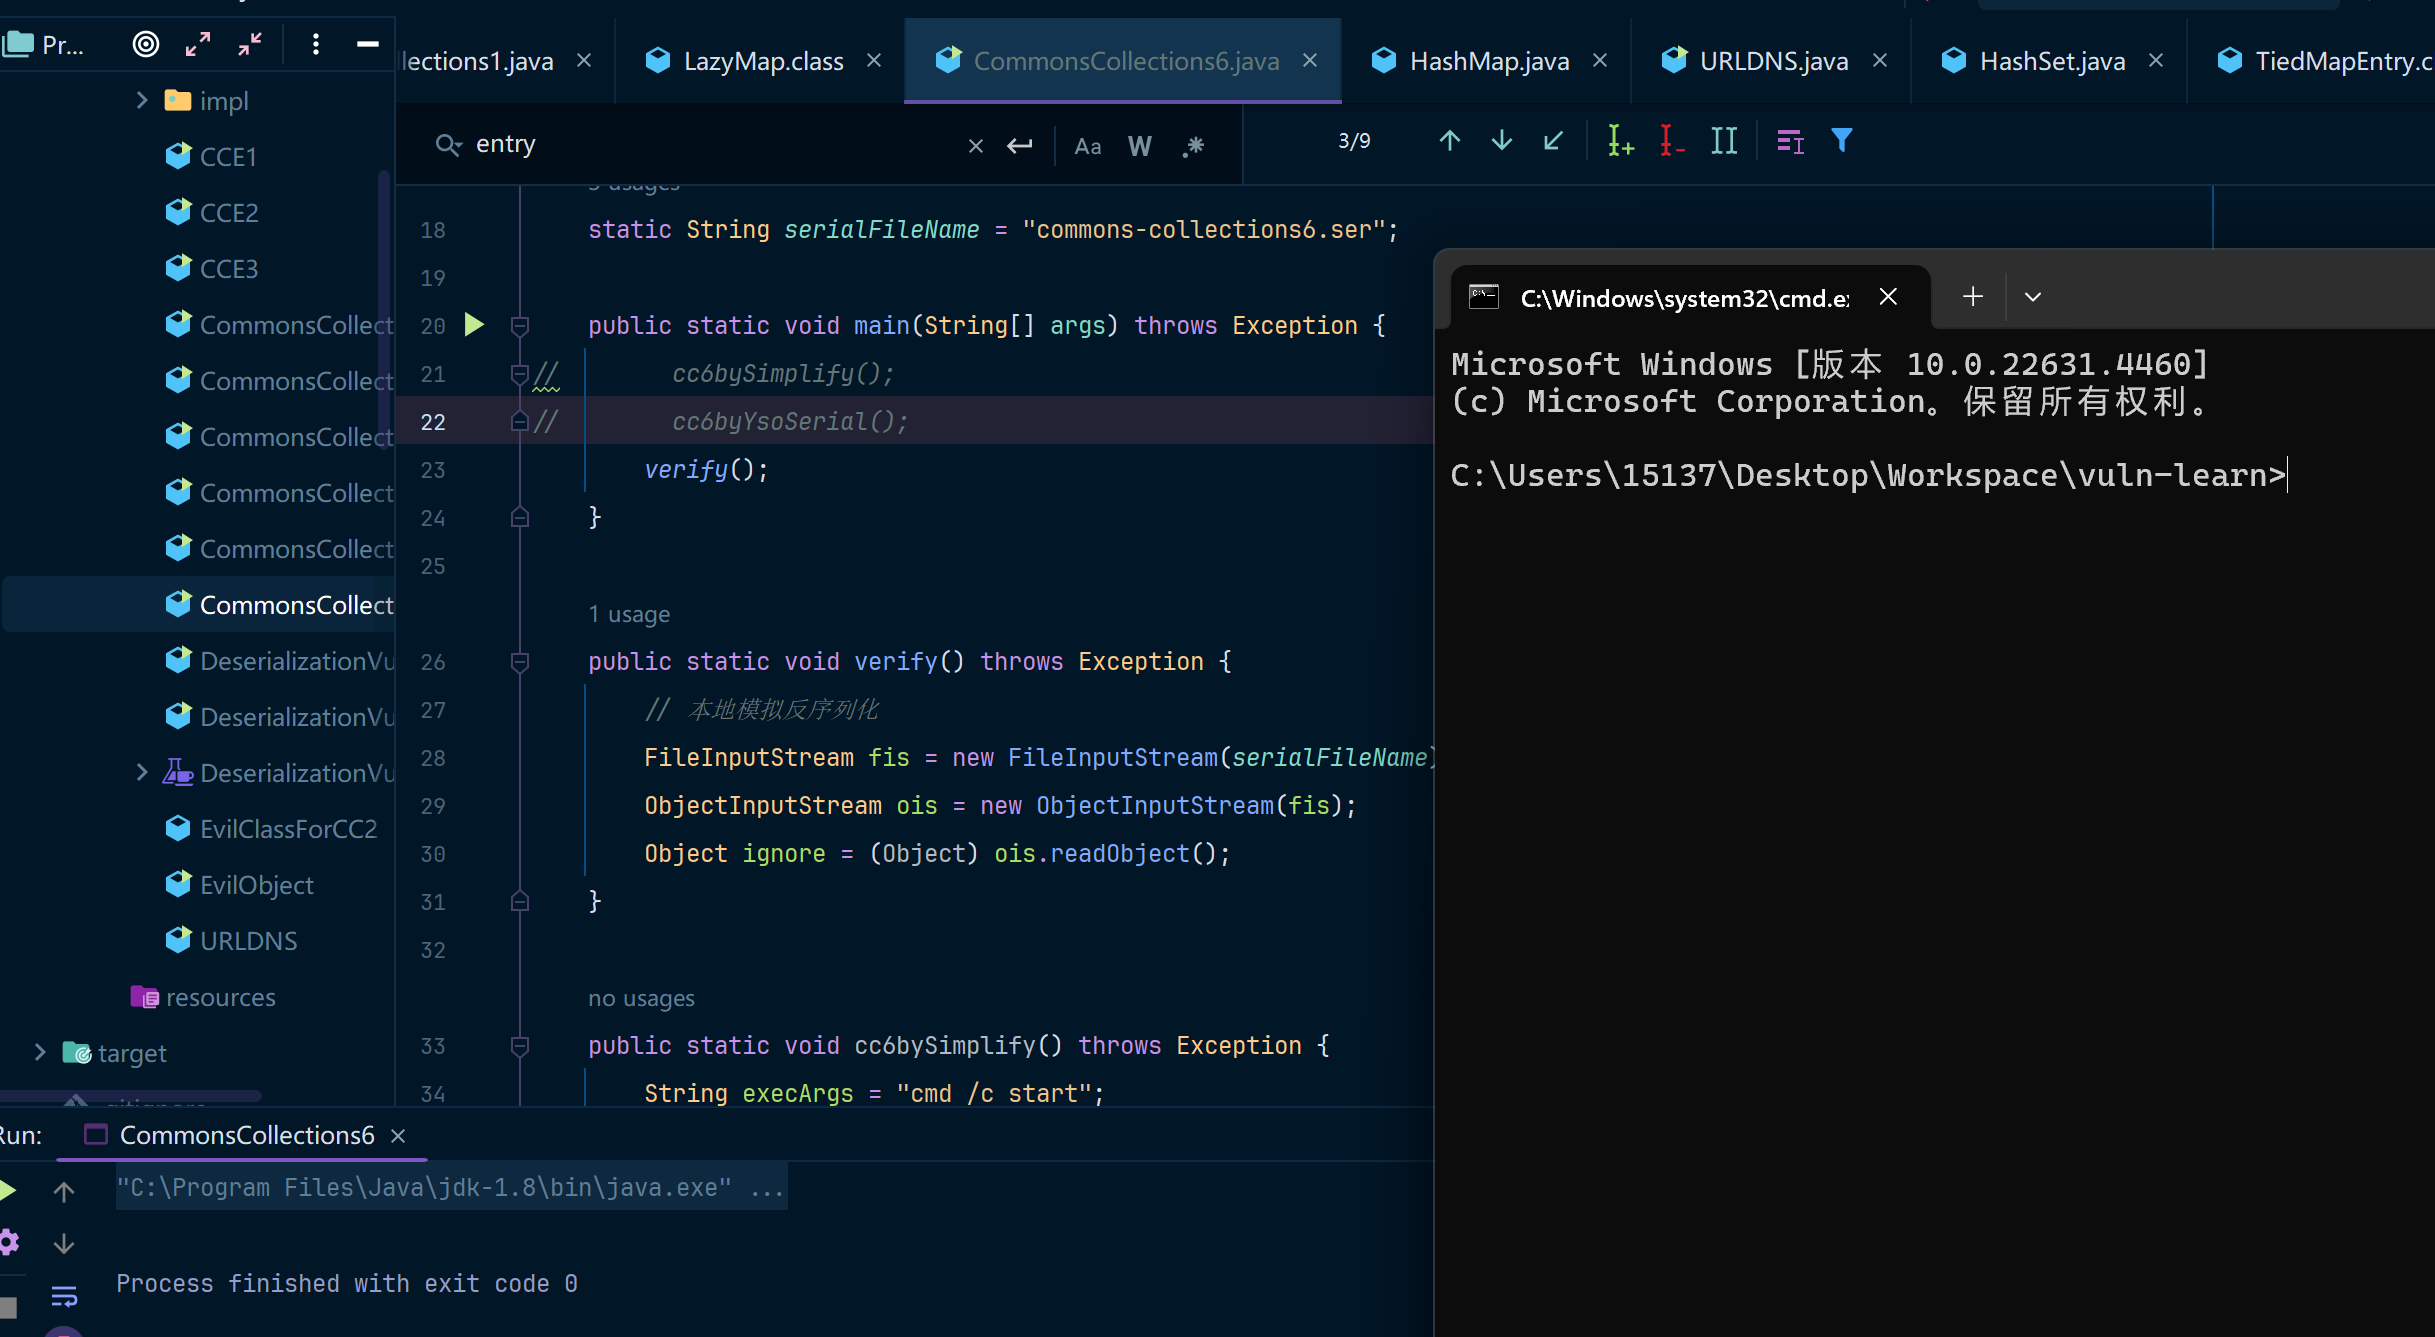 Pr...
lections1.java
LazyMap.class
CommonsCollections6.java
HashMap.java
URLDNS.java
HashSet.java
TiedMapEntry.c
impl
CCE1
CCE2
CCE3
CommonsCollect
CommonsCollect
CommonsCollect
CommonsCollect
CommonsCollect
CommonsCollect
DeserializationVu
DeserializationVu
DeserializationVu
EvilClassForCC2
EvilObject
URLDNS
resources
target
.gitignore
entry
Aa W .*
3/9
5 usages
18 static String serialFileName = "commons-collections6.ser";
19
20 public static void main(String[] args) throws Exception {
21 // cc6bySimplify();
22 // cc6byYsoSerial();
23 verify();
24 }
25
1 usage
26 public static void verify() throws Exception {
27 // 本地模拟反序列化
28 FileInputStream fis = new FileInputStream(serialFileName)
29 ObjectInputStream ois = new ObjectInputStream(fis);
30 Object ignore = (Object) ois.readObject();
31 }
32
no usages
33 public static void cc6bySimplify() throws Exception {
34 String execArgs = "cmd /c start";
C:\Windows\system32\cmd.e
Microsoft Windows [版本 10.0.22631.4460]
(c) Microsoft Corporation。保留所有权利。
C:\Users\15137\Desktop\Workspace\vuln-learn>
Run:
CommonsCollections6
"C:\Program Files\Java\jdk-1.8\bin\java.exe" ...
Process finished with exit code 0